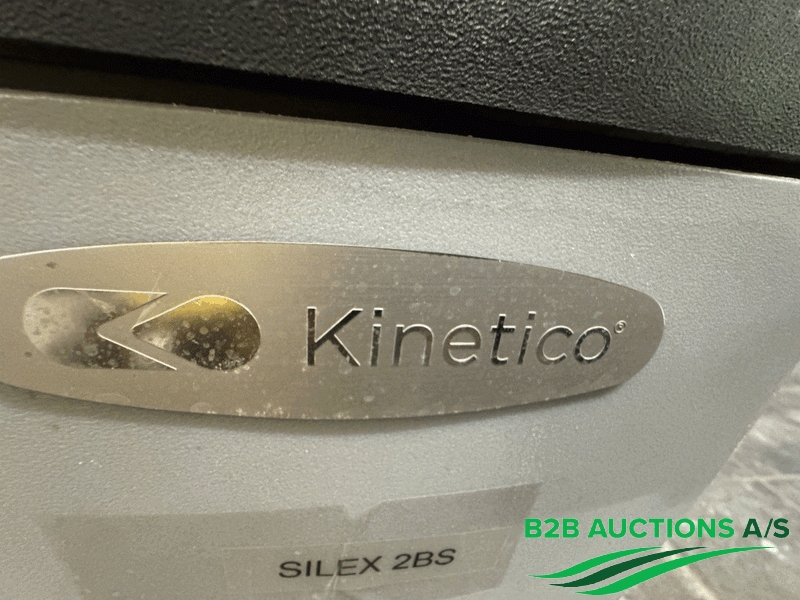 Kinetico®
SILEX 2BS
B2B AUCTIONS A/S